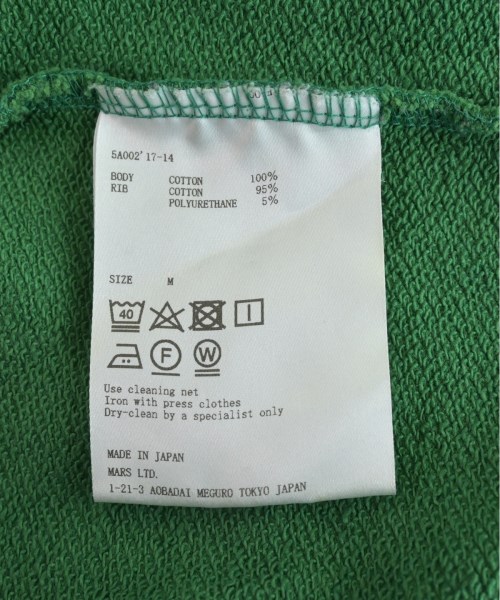 5A002'17-14
BODY COTTON 100%
RIB COTTON 95%
POLYURETHANE 5%
SIZE M
40
F W
Use cleaning net
Iron with press clothes
Dry-clean by a specialist only
MADE IN JAPAN
MARS LTD.
1-21-3 AOBADAI MEGURO TOKYO JAPAN